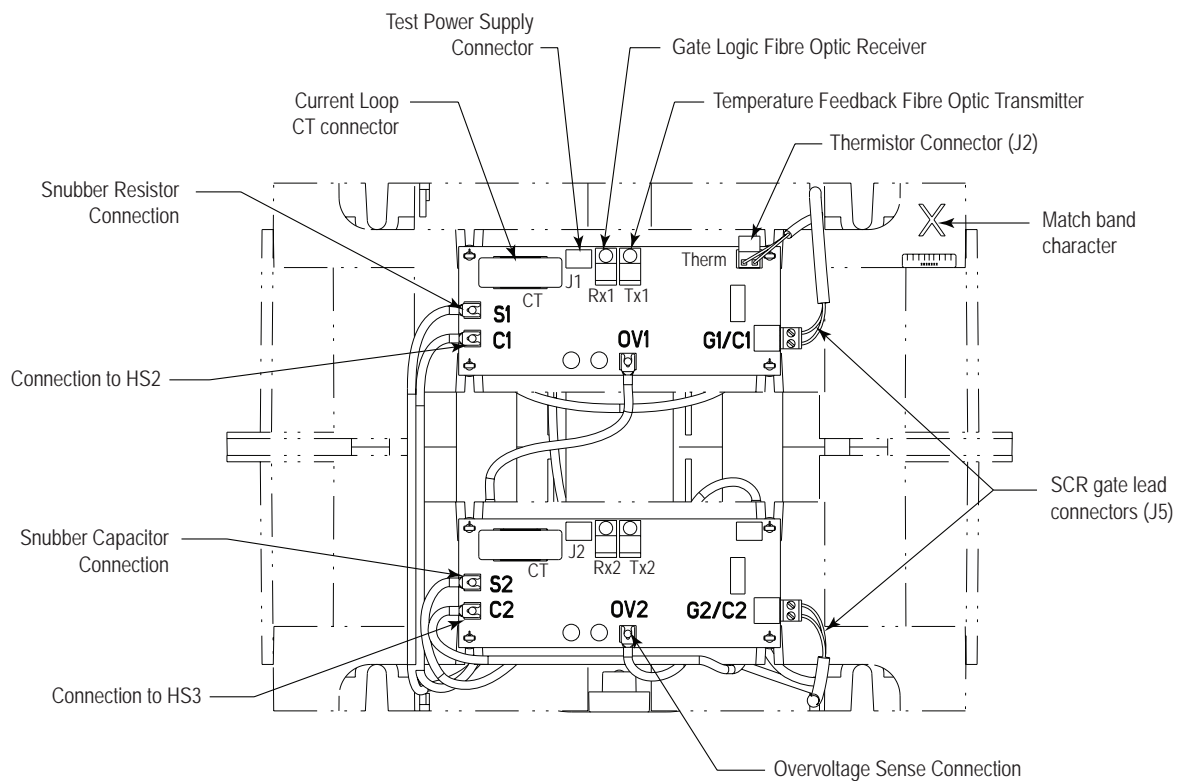 Test Power Supply
Connector
Gate Logic Fibre Optic Receiver
Current Loop
CT connector
Temperature Feedback Fibre Optic Transmitter
Thermistor Connector (J2)
Snubber Resistor
Connection
Match band
character
X
Therm
J1
CT
Rx1
Tx1
S1
C1
OV1
G1/C1
Connection to HS2
SCR gate lead
connectors (J5)
Snubber Capacitor
Connection
J2
CT
Rx2
Tx2
S2
C2
OV2
G2/C2
Connection to HS3
Overvoltage Sense Connection